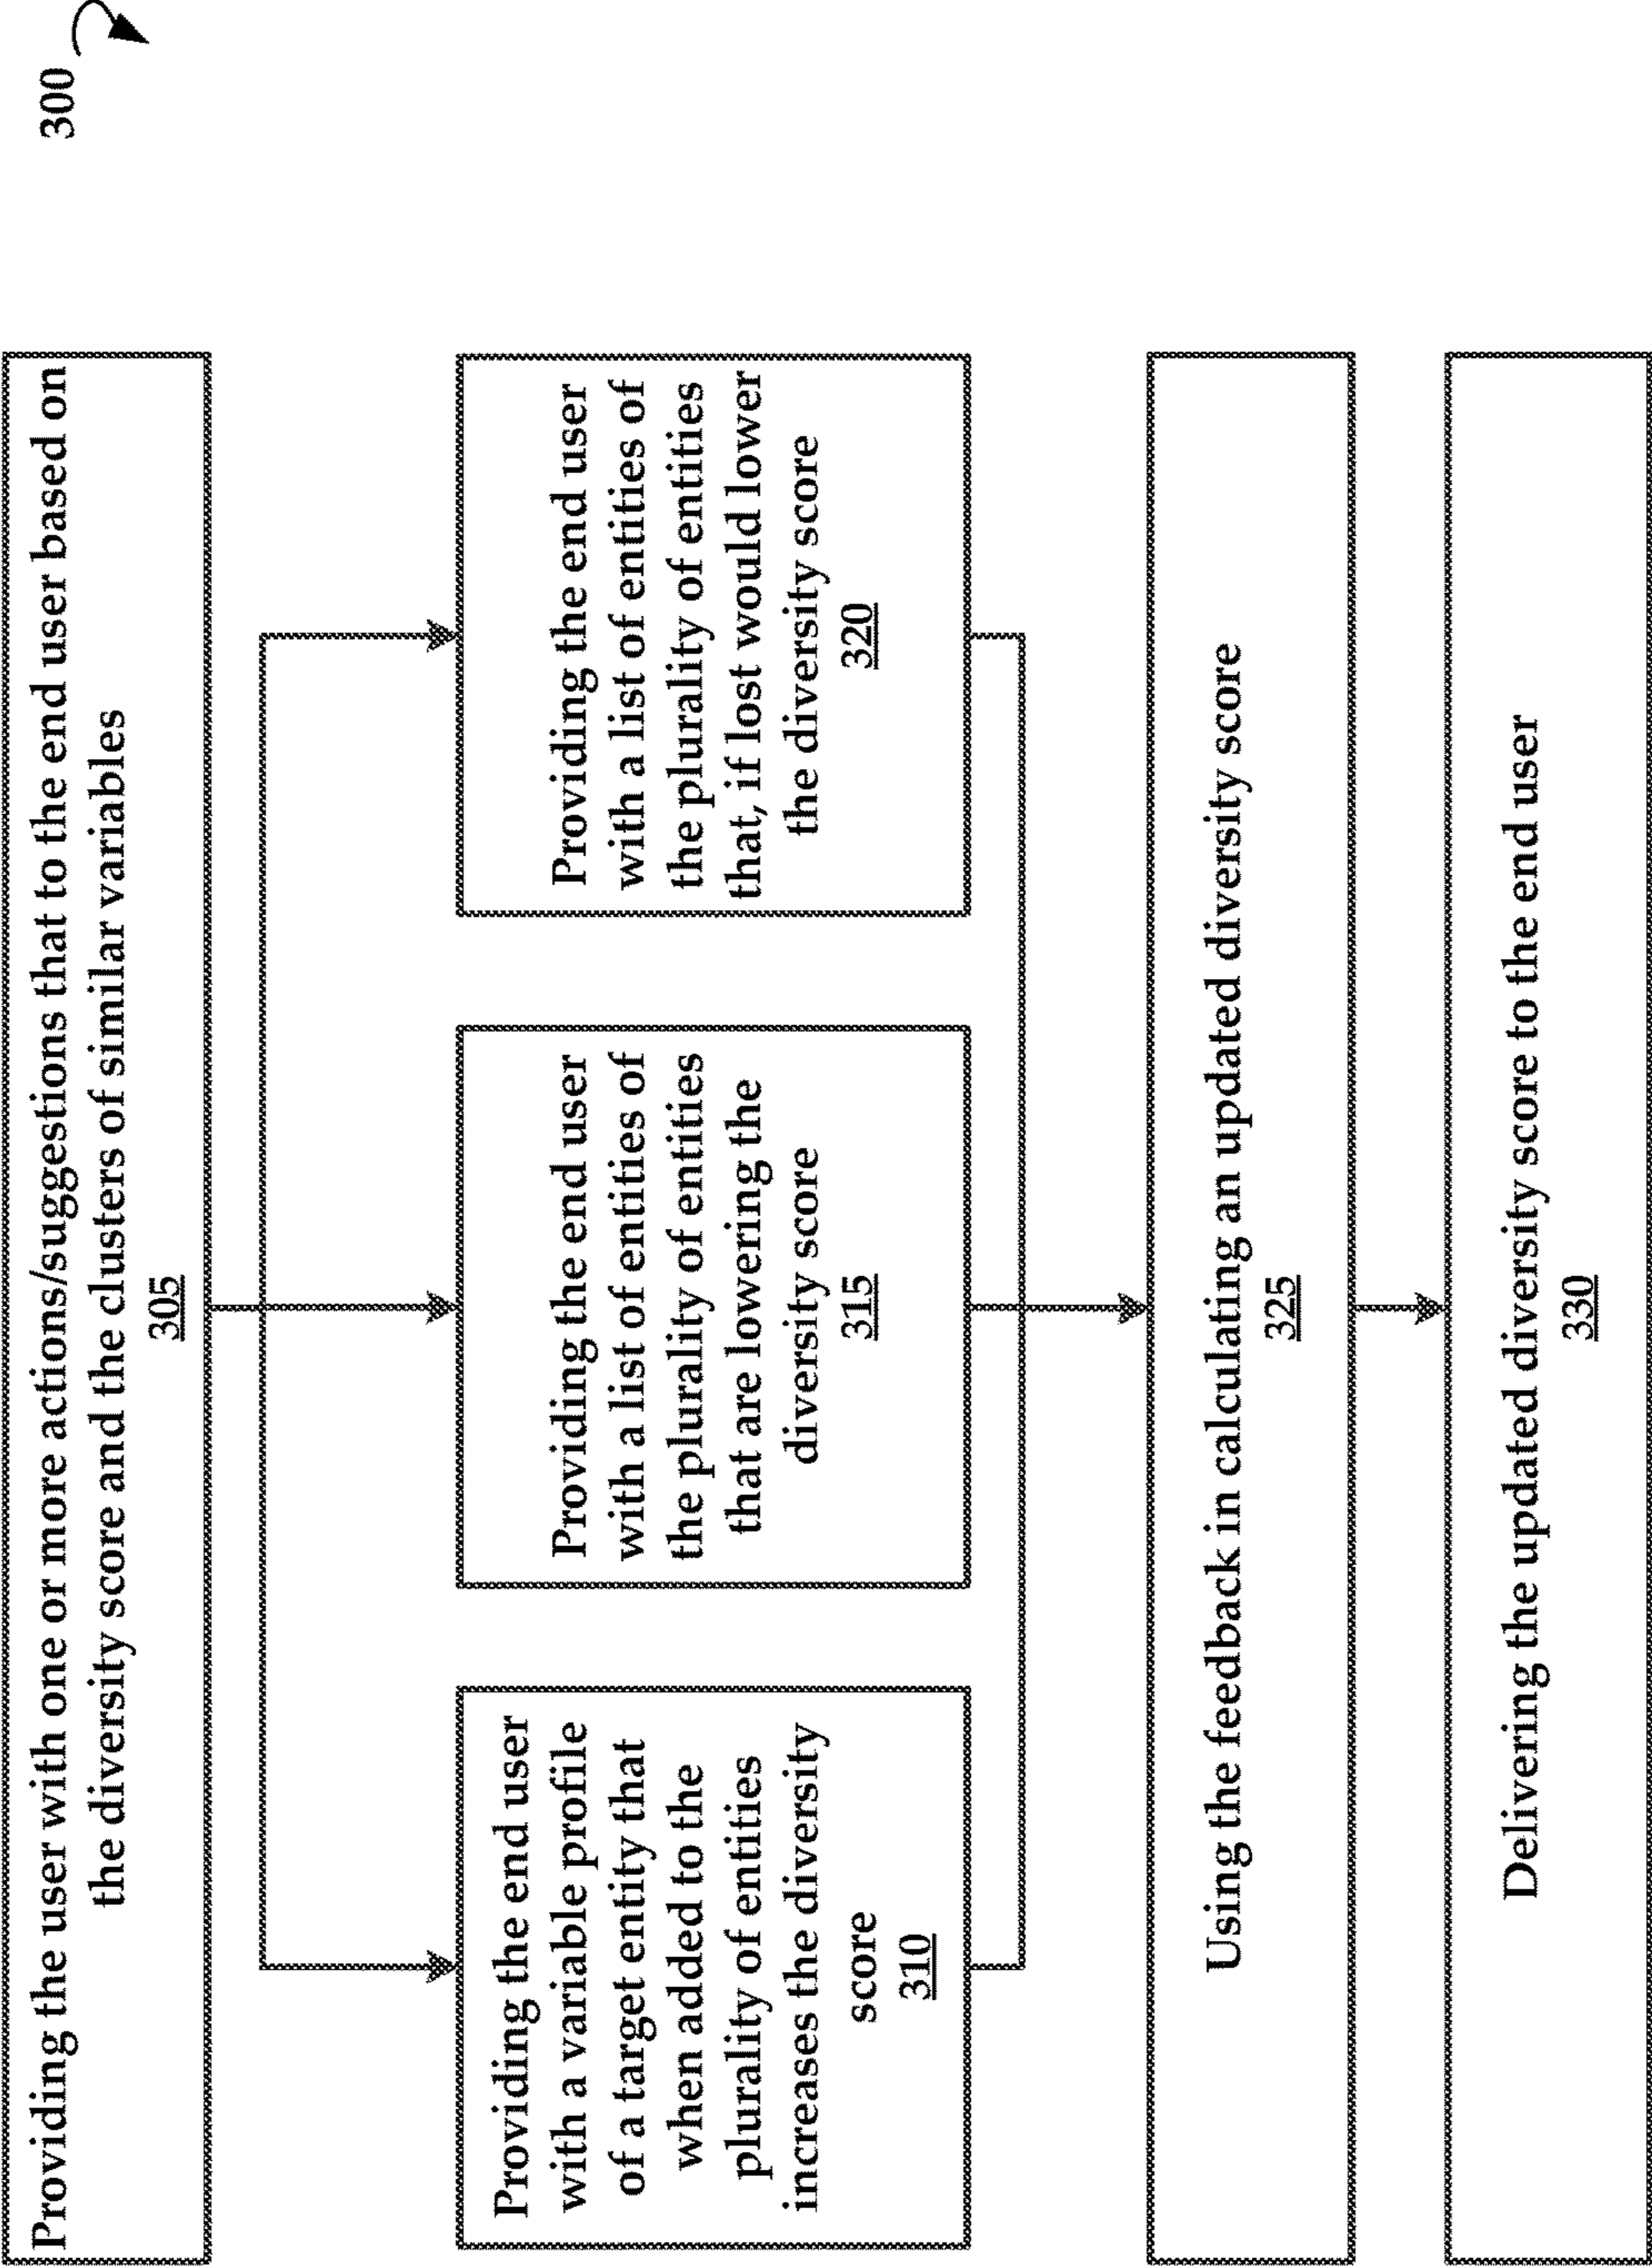 300
Providing the user with one or more actions/suggestions that to the end user based on
the diversity score and the clusters of similar variables
305
Providing the end user
with a variable profile
of a target entity that
when added to the
plurality of entities
increases the diversity
score
310
Providing the end user
with a list of entities of
the plurality of entities
that are lowering the
diversity score
315
Providing the end user
with a list of entities of
the plurality of entities
that, if lost would lower
the diversity score
320
Using the feedback in calculating an updated diversity score
325
Delivering the updated diversity score to the end user
330